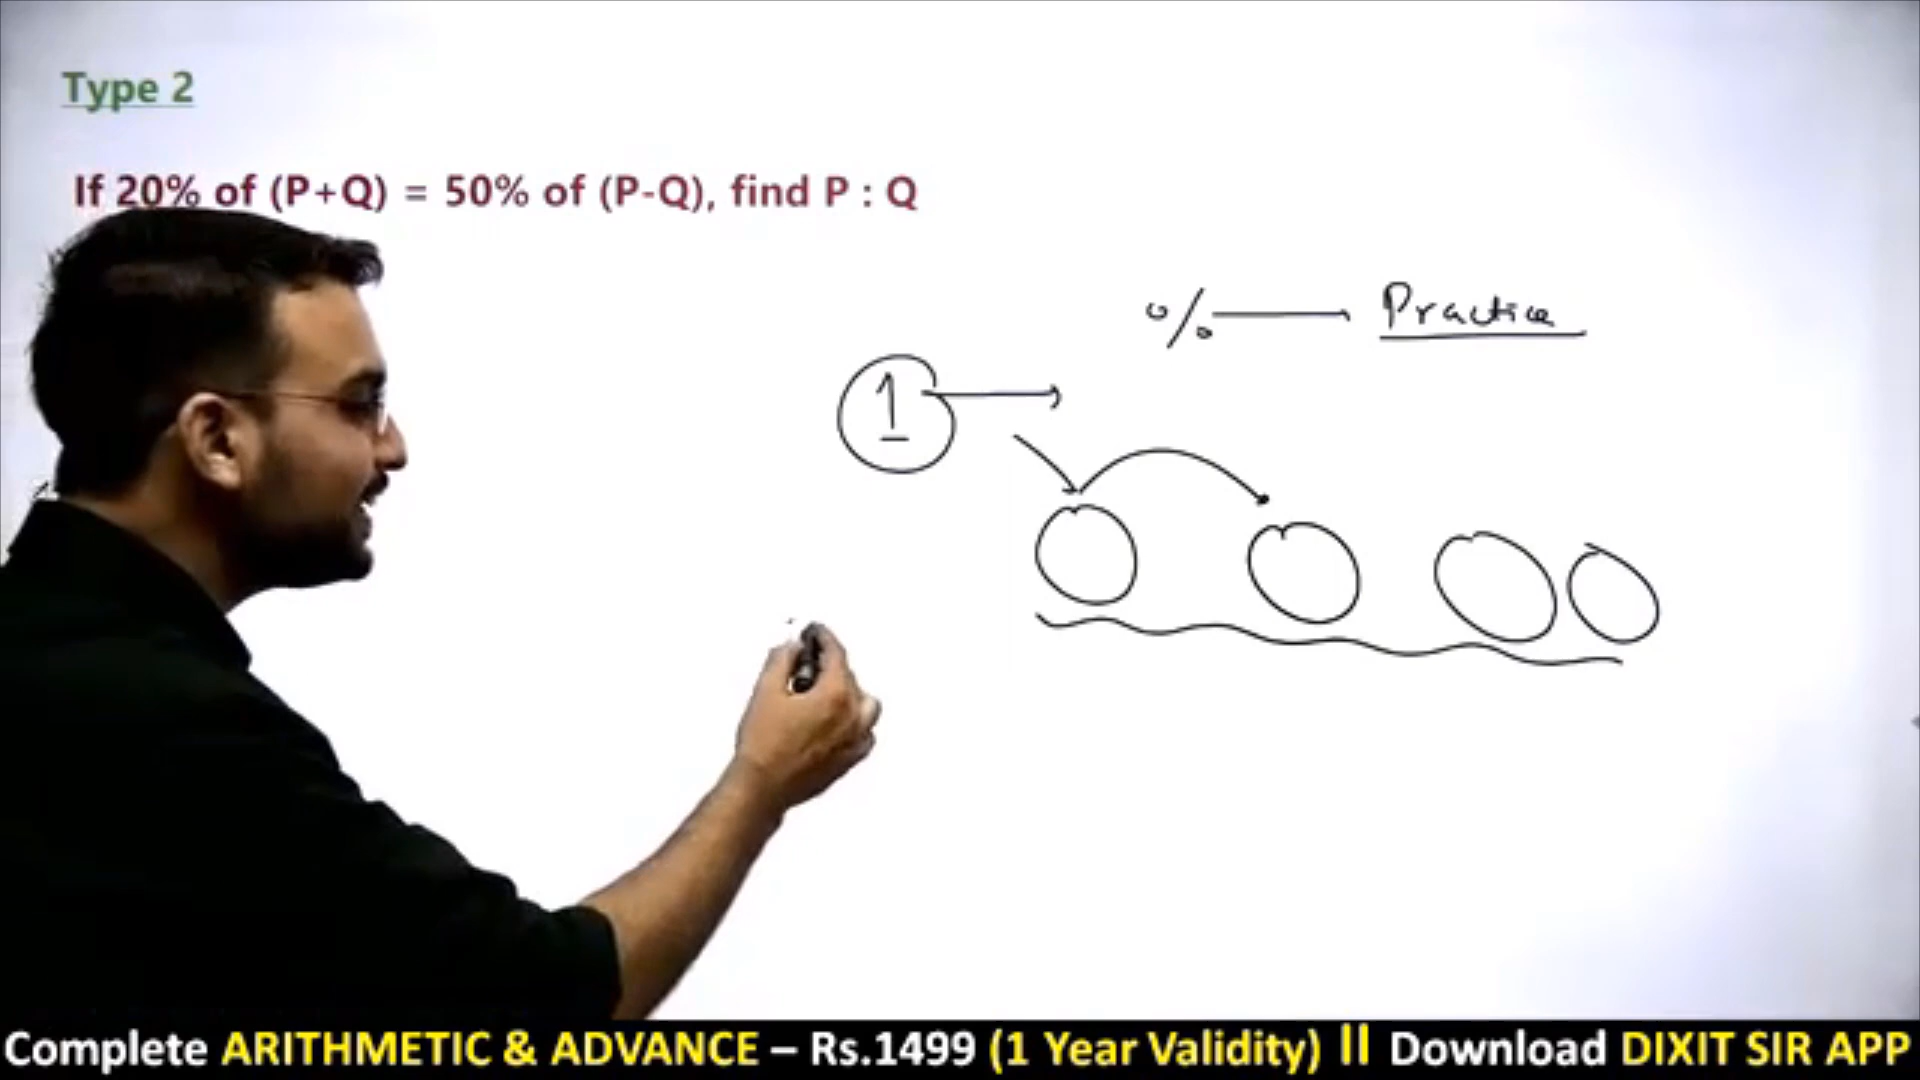 Type 2
If 20% of (P+Q) = 50% of (P-Q), find P : Q
% Practice
1
Complete ARITHMETIC & ADVANCE – Rs.1499 (1 Year Validity) || Download DIXIT SIR APP